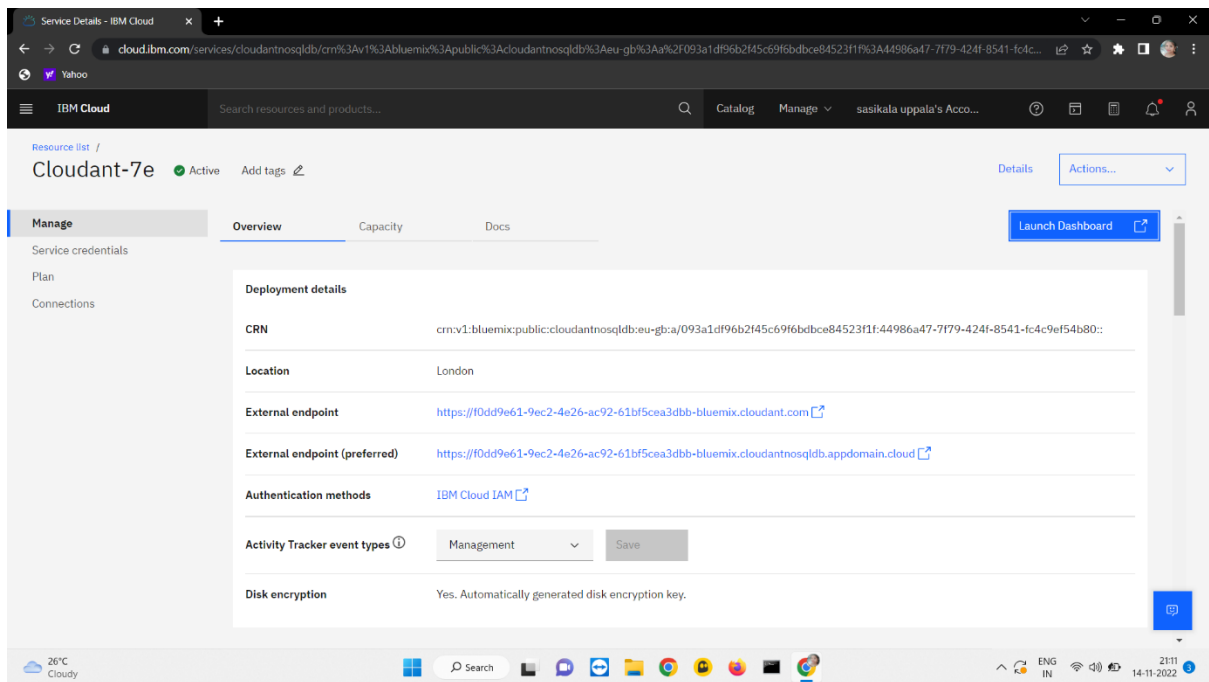 Service Details - IBM Cloud
cloud.ibm.com/services/cloudantnosqldb/crn%3Av1%3Abluemix%3Apublic%3Acloudantnosqldb%3Aeu-gb%3Aa%2F093a1df96b2f45c69f6bdbce84523f1f%3A44986a47-7f79-424f-8541-fc4c...
Yahoo
IBM Cloud Search resources and products... Catalog Manage sasikala uppala's Acco...
Resource list /
Cloudant-7e Active Add tags Details Actions...
Manage Overview Capacity Docs Launch Dashboard
Service credentials
Plan
Connections
Deployment details
CRN crn:v1:bluemix:public:cloudantnosqldb:eu-gb:a/093a1df96b2f45c69f6bdbce84523f1f:44986a47-7f79-424f-8541-fc4c9ef54b80::
Location London
External endpoint https://f0dd9e61-9ec2-4e26-ac92-61bf5cea3dbb-bluemix.cloudant.com
External endpoint (preferred) https://f0dd9e61-9ec2-4e26-ac92-61bf5cea3dbb-bluemix.cloudantnosqldb.appdomain.cloud
Authentication methods IBM Cloud IAM
Activity Tracker event types Management Save
Disk encryption Yes. Automatically generated disk encryption key.
26°C
Cloudy
Search
ENG
IN
21:11
14-11-2022
3